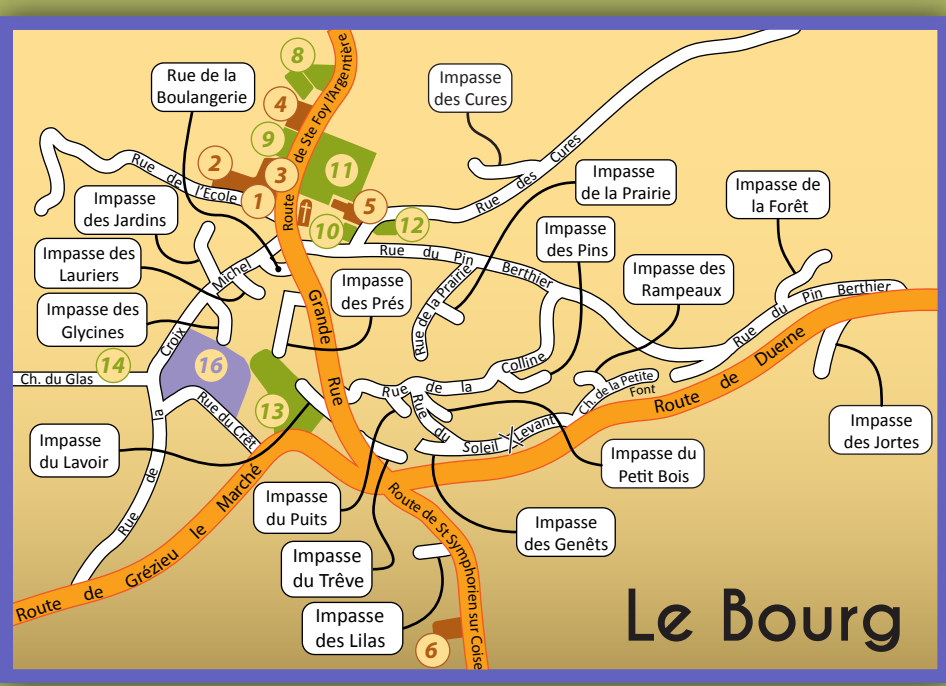 8
Rue de la
Boulangerie
4
Impasse
des Cures
9
Route de Ste Foy l'Argentière
2
3
11
Rue de l'Ecole
1
5
10
12
Rue des Cures
Impasse
de la Prairie
Impasse de
la Forêt
Impasse
des Jardins
Impasse
des Pins
Impasse des
Lauriers
Rue du Pin Berthier
Impasse des
Rampeaux
Impasse
des Prés
Impasse des
Glycines
Rue de la Croix Michel
Grande Rue
Rue de la Prairie
Rue du Pin Berthier
14
Ch. du Glas
16
13
Rue du Crêt
Rue de la Colline
Ch. de la Petite
Font
Route de Duerne
Rue du Soleil Levant
Impasse
des Jortes
Impasse
du Lavoir
Impasse du
Petit Bois
Impasse
du Puits
Route de Grézieu le Marché
Route de St Symphorien sur Coise
Impasse
des Genêts
Impasse
du Trêve
Impasse
des Lilas
6
Le Bourg